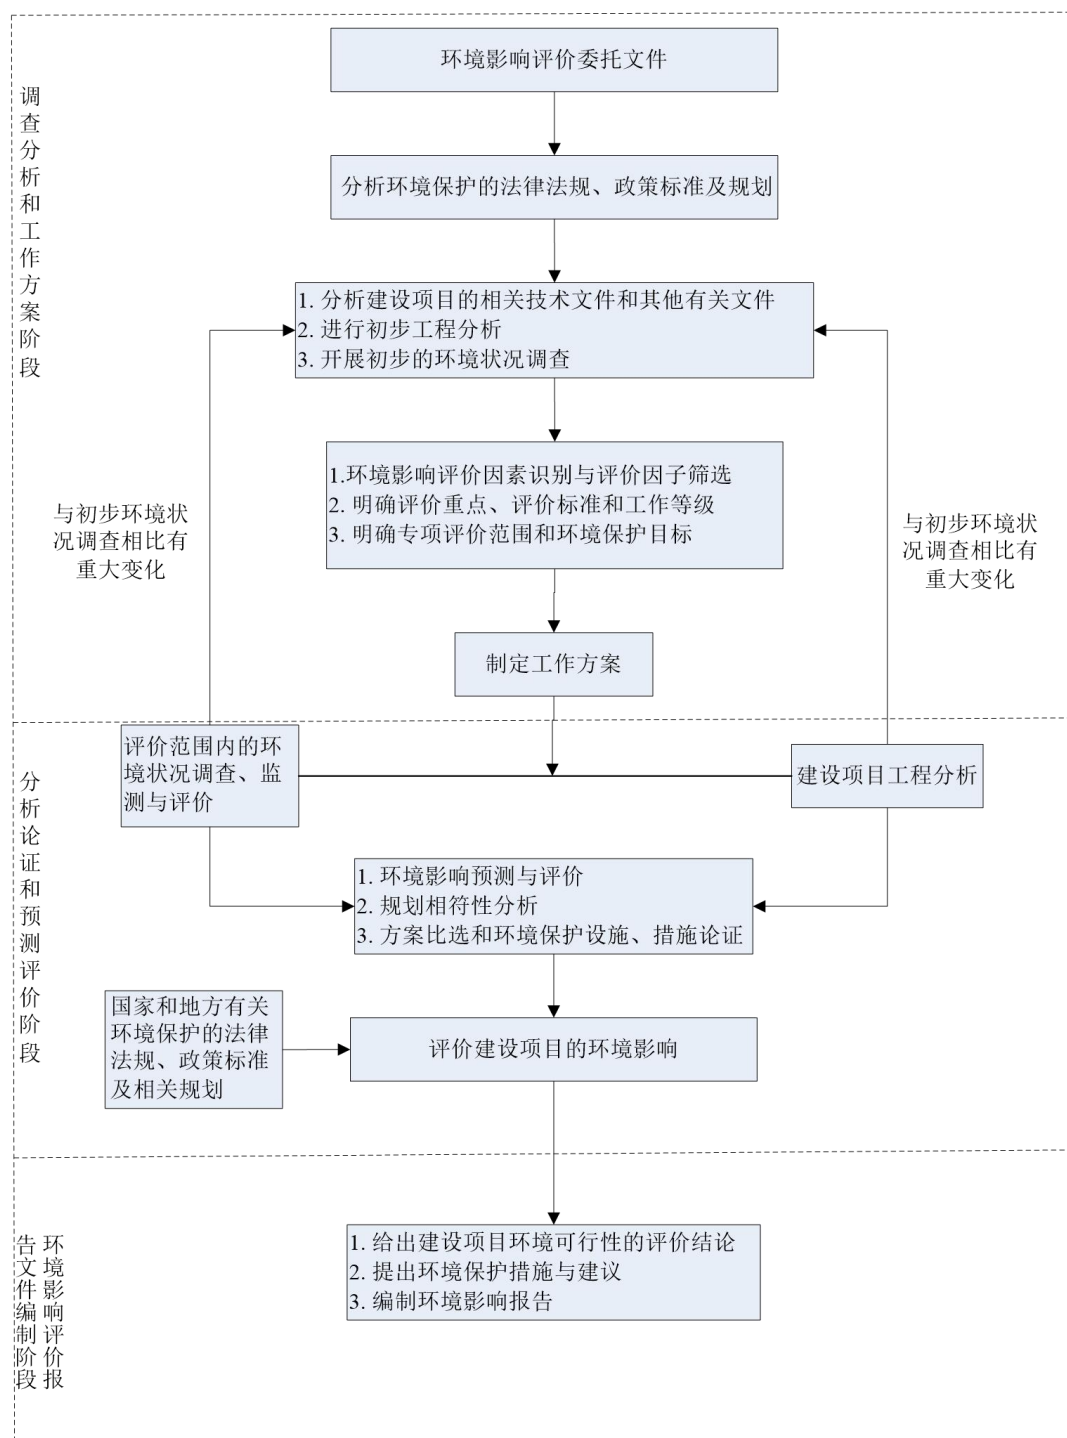 调查分析和工作方案阶段
环境影响评价委托文件
分析环境保护的法律法规、政策标准及规划
1. 分析建设项目的相关技术文件和其他有关文件
2. 进行初步工程分析
3. 开展初步的环境状况调查
1.环境影响评价因素识别与评价因子筛选
2. 明确评价重点、评价标准和工作等级
3. 明确专项评价范围和环境保护目标
与初步环境状
况调查相比有
重大变化
与初步环境状
况调查相比有
重大变化
制定工作方案
分析论证和预测评价阶段
评价范围内的环
境状况调查、监
测与评价
建设项目工程分析
1. 环境影响预测与评价
2. 规划相符性分析
3. 方案比选和环境保护设施、措施论证
国家和地方有关
环境保护的法律
法规、政策标准
及相关规划
评价建设项目的环境影响
环境影响评价报
告文件编制阶段
1. 给出建设项目环境可行性的评价结论
2. 提出环境保护措施与建议
3. 编制环境影响报告